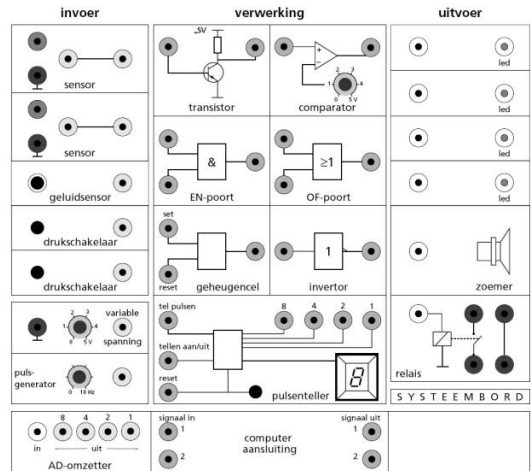 invoer
verwerking
uitvoer
5V
transistor
+
-
0 1 2 3 4 5 V
comparator
sensor
led
led
sensor
&
EN-poort
≥1
OF-poort
led
geluidsensor
led
drukschakelaar
set
reset
geheugencel
1
invertor
zoemer
drukschakelaar
0 1 2 3 4 5 V
variable
spanning
tel pulsen
8 4 2 1
tellen aan/uit
reset
8
pulsenteller
relais
puls-
generator
0 10 Hz
SYSTEEMBORD
8 4 2 1
in
uit
AD-omzetter
signaal in
1
2
computer
aansluiting
signaal uit
1
2